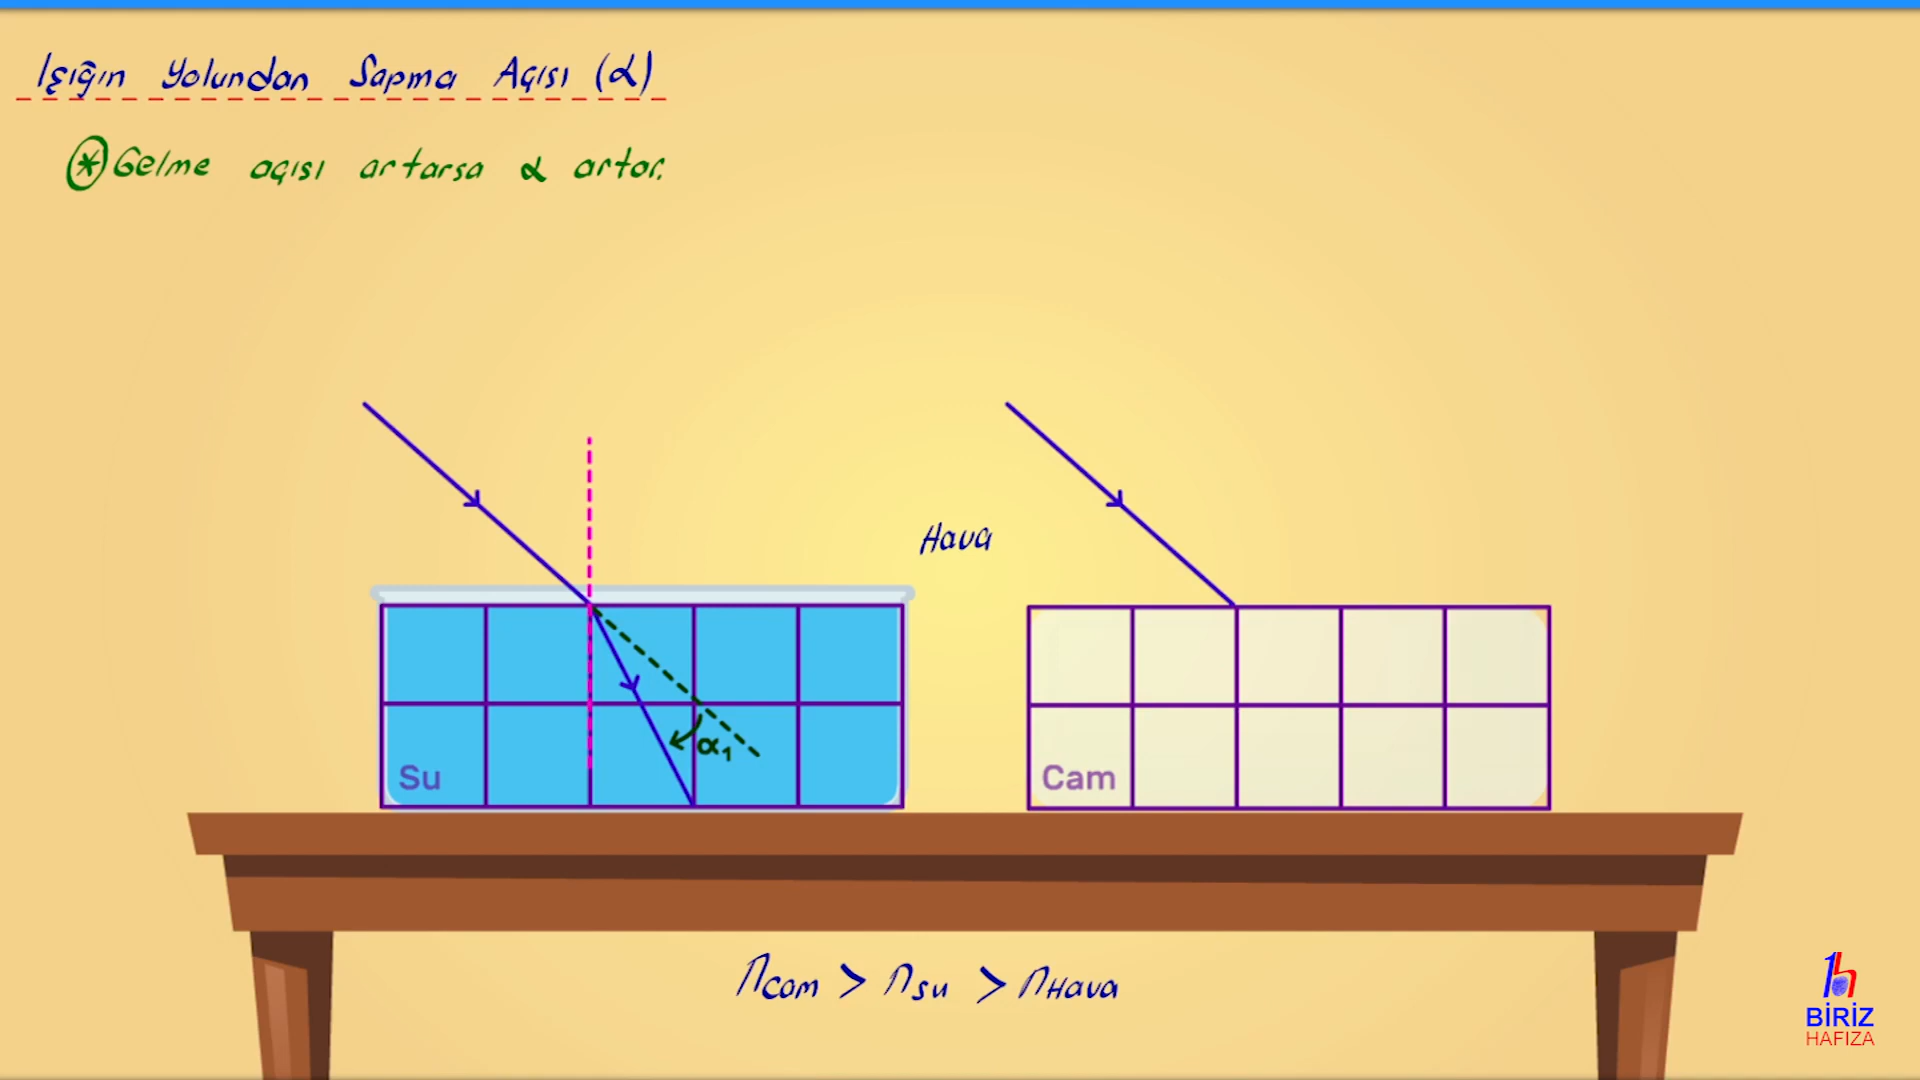 Işığın Yolundan Sapma Açısı (α)
* Gelme açısı artarsa α artar.
Hava
α₁
Su
Cam
nCam > nSu > nHava
BİRİZ
HAFIZA